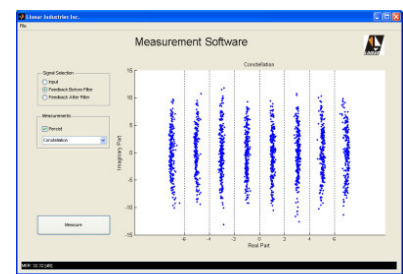 Linear Industries Inc.
File
Measurement Software
Signal Selection
Input
Feedback Before Filter
Feedback After Filter
Measurements
Persist
Constellation
Measure
Constellation
15
10
5
0
-5
-10
-15
-6 -4 -2 0 2 4 6
Imaginary Part
Real Part